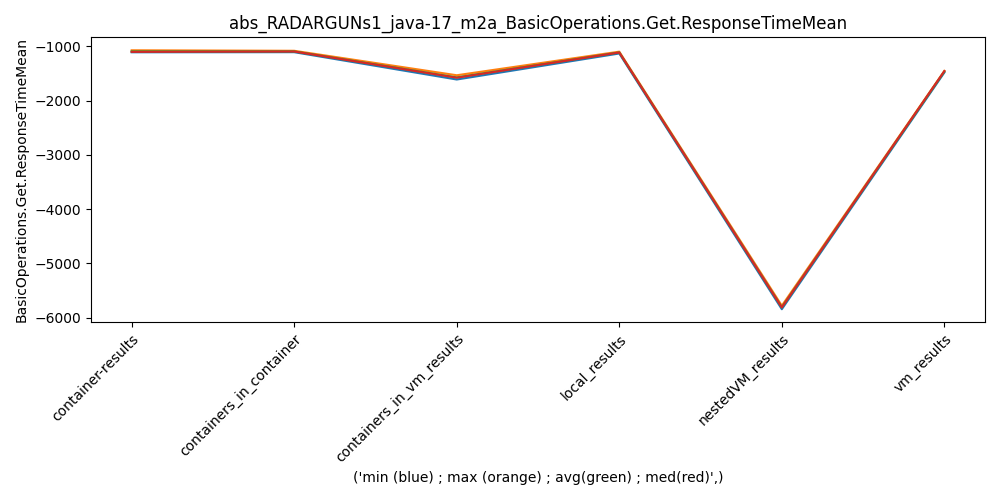 abs_RADARGUNs1_java-17_m2a_BasicOperations.Get.ResponseTimeMean
BasicOperations.Get.ResponseTimeMean
−1000
−2000
−3000
−4000
−5000
−6000
container-results
containers_in_container
containers_in_vm_results
local_results
nestedVM_results
vm_results
('min (blue) ; max (orange) ; avg(green) ; med(red)',)